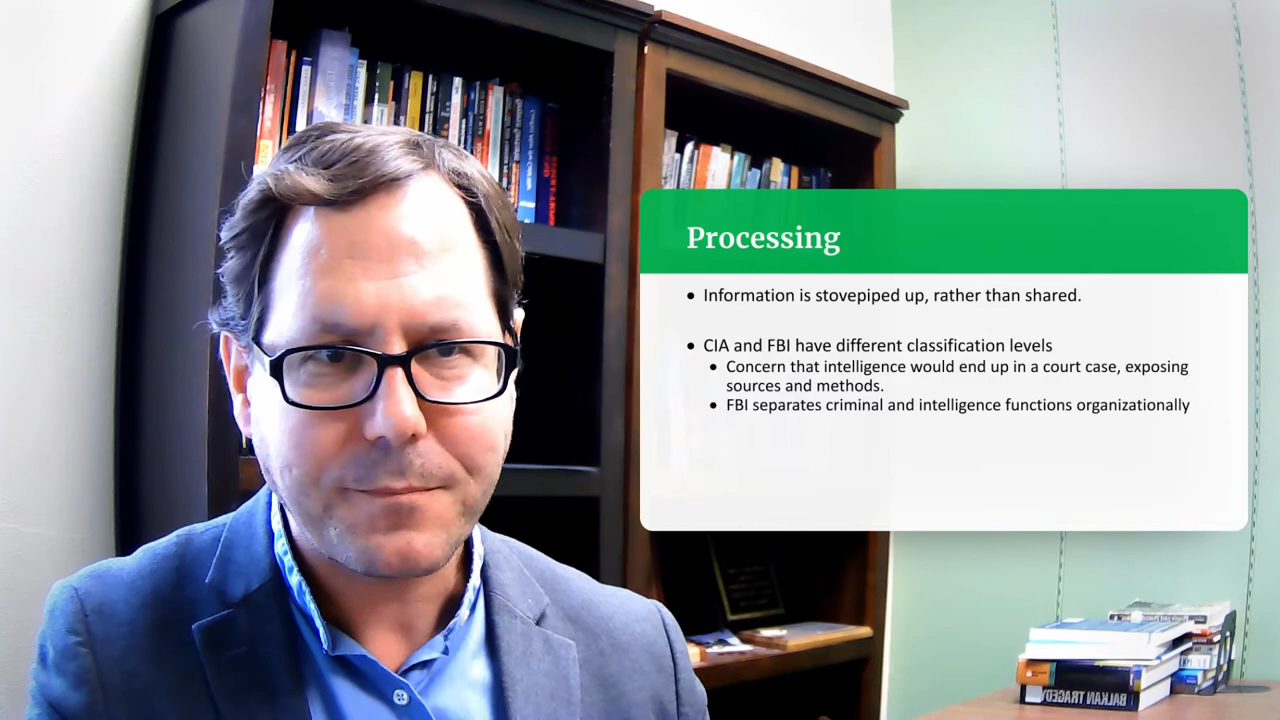 Processing
• Information is stovepiped up, rather than shared.
• CIA and FBI have different classification levels
• Concern that intelligence would end up in a court case, exposing
sources and methods.
• FBI separates criminal and intelligence functions organizationally
BALKAN TRAGEDY